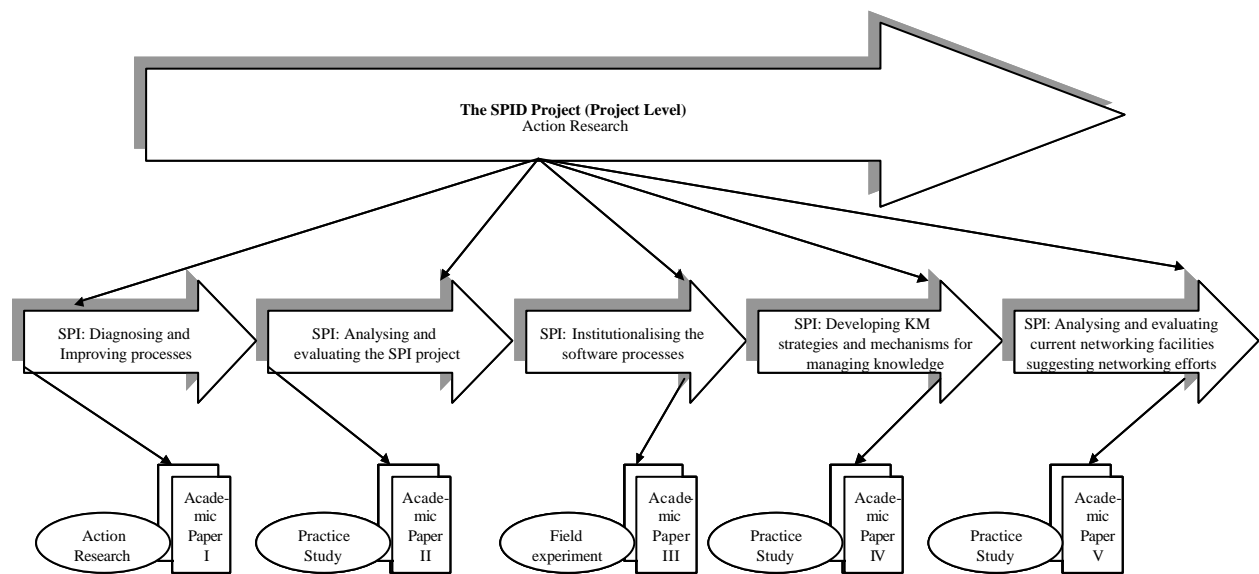 The SPID Project (Project Level)
Action Research
SPI: Diagnosing and
Improving processes
SPI: Analysing and
evaluating the SPI project
SPI: Institutionalising the
software processes
SPI: Developing KM
strategies and mechanisms for
managing knowledge
SPI: Analysing and evaluating
current networking facilities
suggesting networking efforts
Action
Research
Acade-
mic
Paper
I
Practice
Study
Acade-
mic
Paper
II
Field
experiment
Acade-
mic
Paper
III
Practice
Study
Acade-
mic
Paper
IV
Practice
Study
Acade-
mic
Paper
V